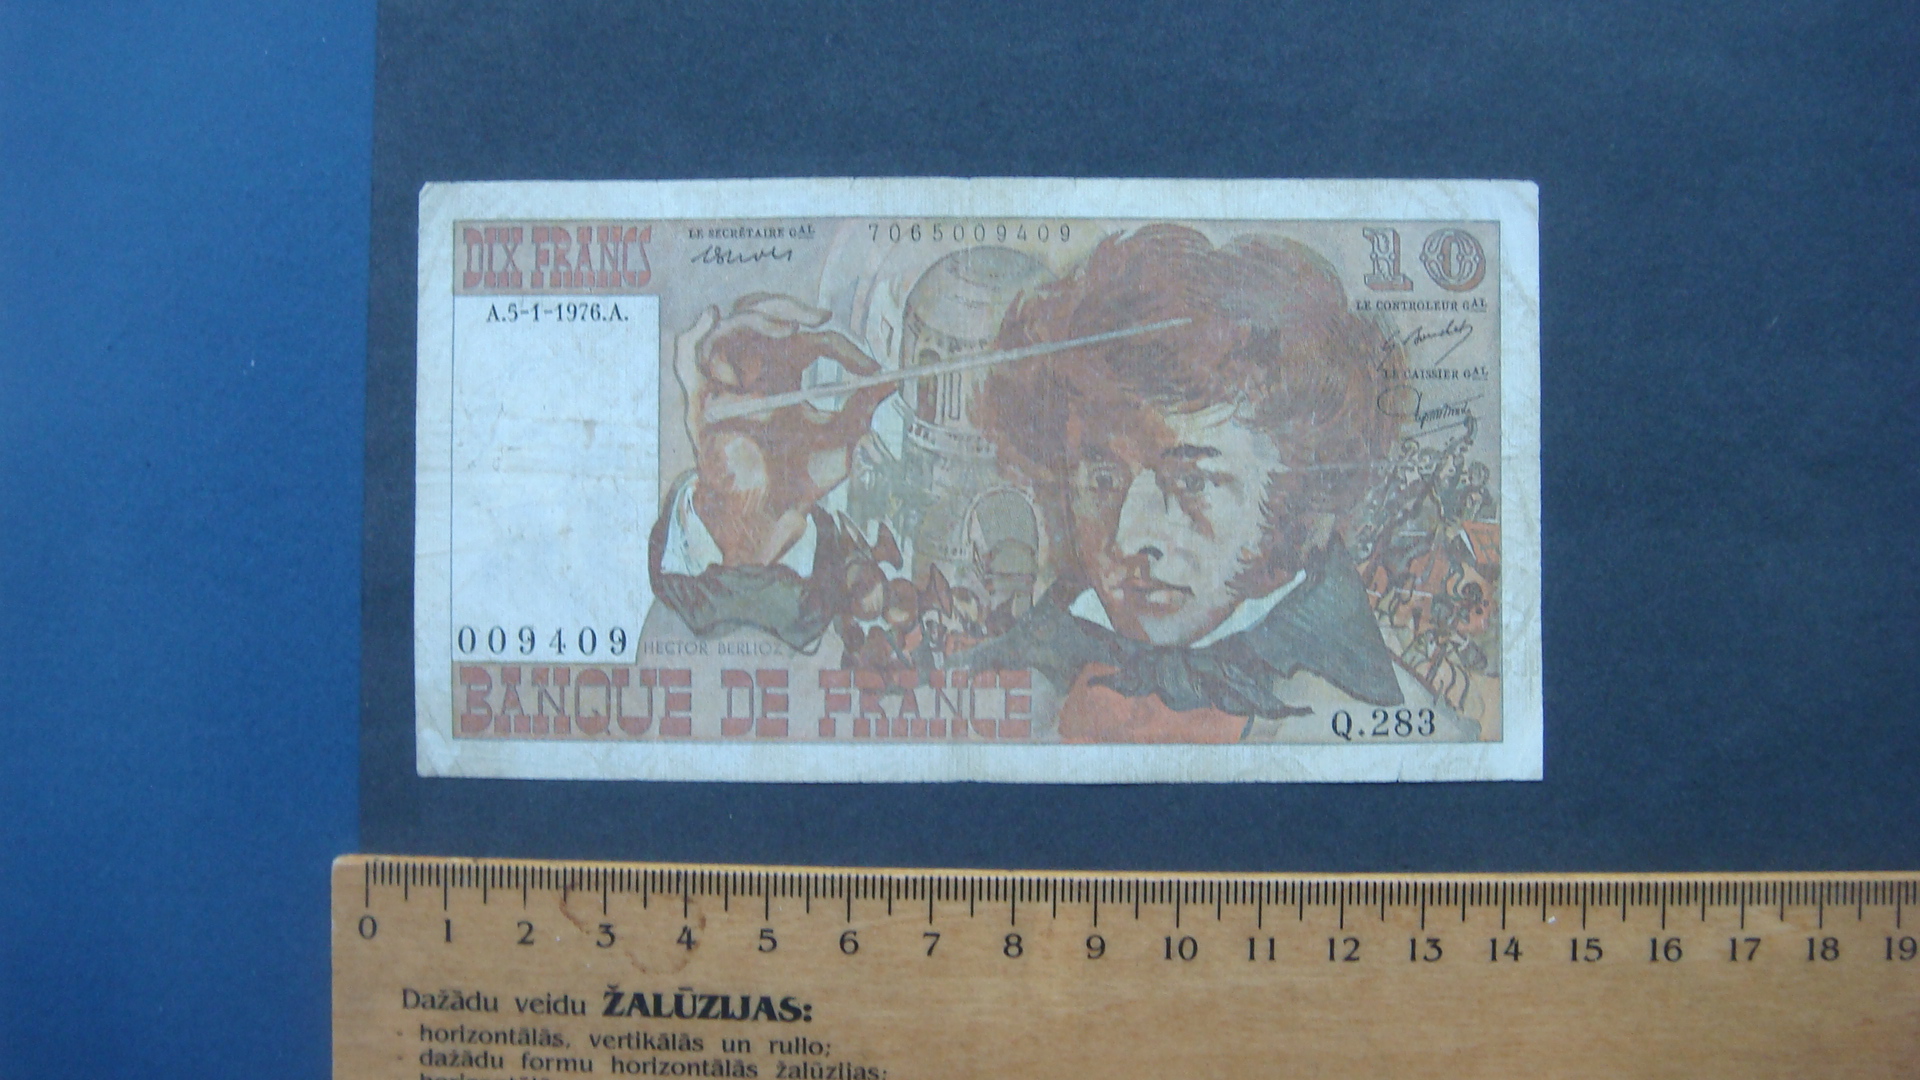 DIX FRANCS
LE SECRÉTAIRE GAL
7065009409
10
A.5-1-1976.A.
LE CONTROLEUR GAL
LE CAISSIER GAL
009409
HECTOR BERLIOZ
BANQUE DE FRANCE
Q.283
0 1 2 3 4 5 6 7 8 9 10 11 12 13 14 15 16 17 18 19
Dažādu veidu ŽALŪZIJAS:
- horizontālās, vertikālās un rullo;
- dažādu formu horizontālās žalūzijas;